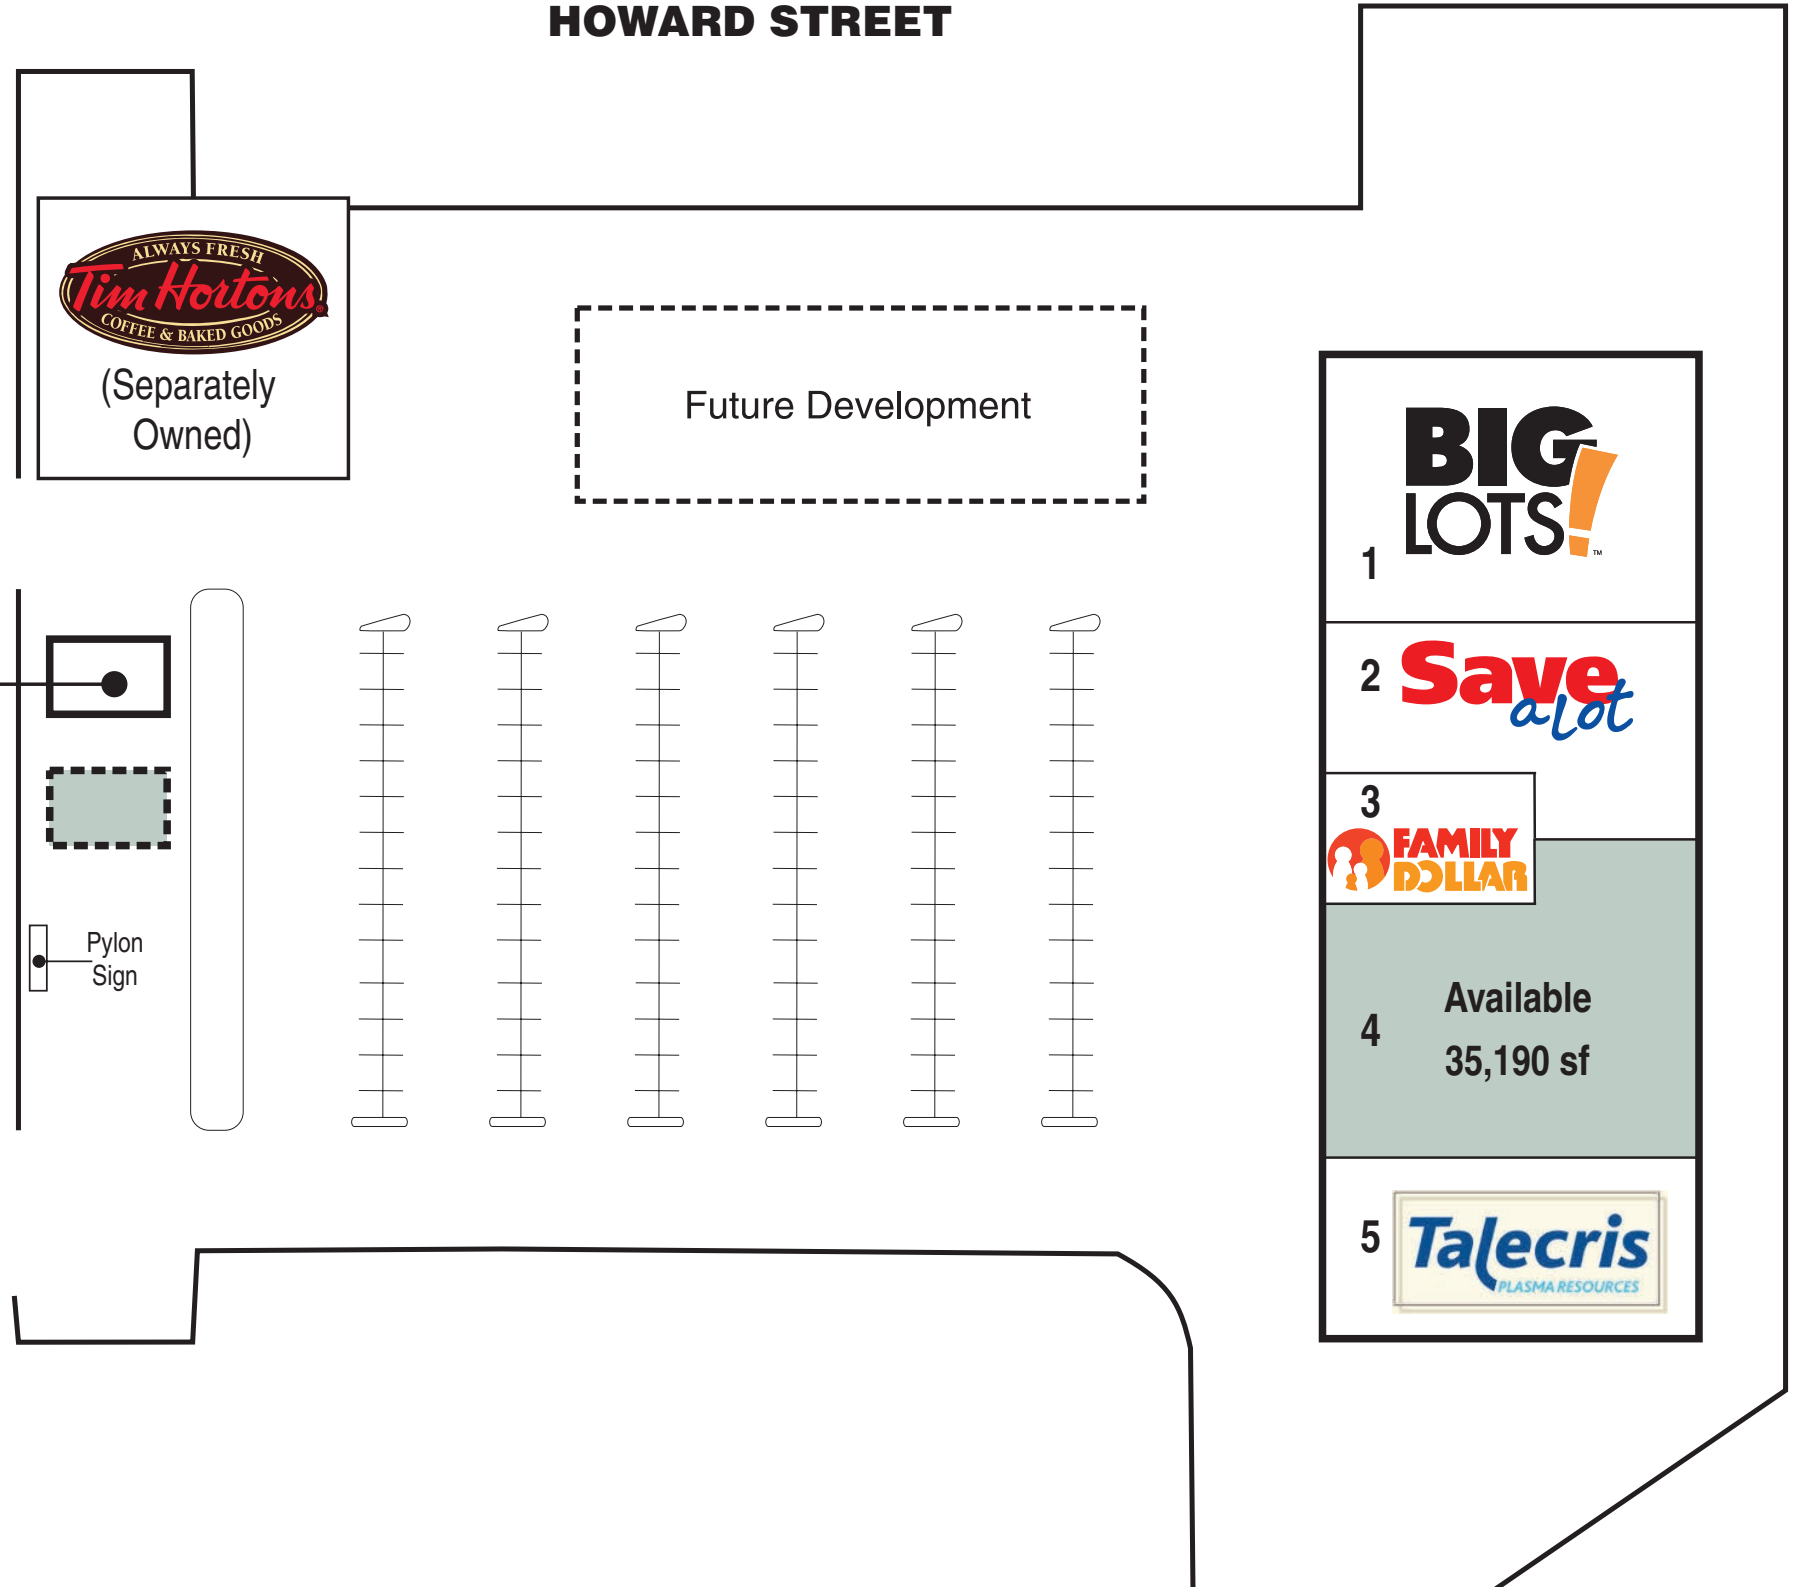 HOWARD STREET
ALWAYS FRESH
Tim Hortons
COFFEE & BAKED GOODS
(Separately
Owned)
Future Development
BIG
LOTS!
™
1
2
Save
a Lot
3
FAMILY
DOLLAR
Pylon
Sign
4
Available
35,190 sf
5
Talecris
PLASMA RESOURCES